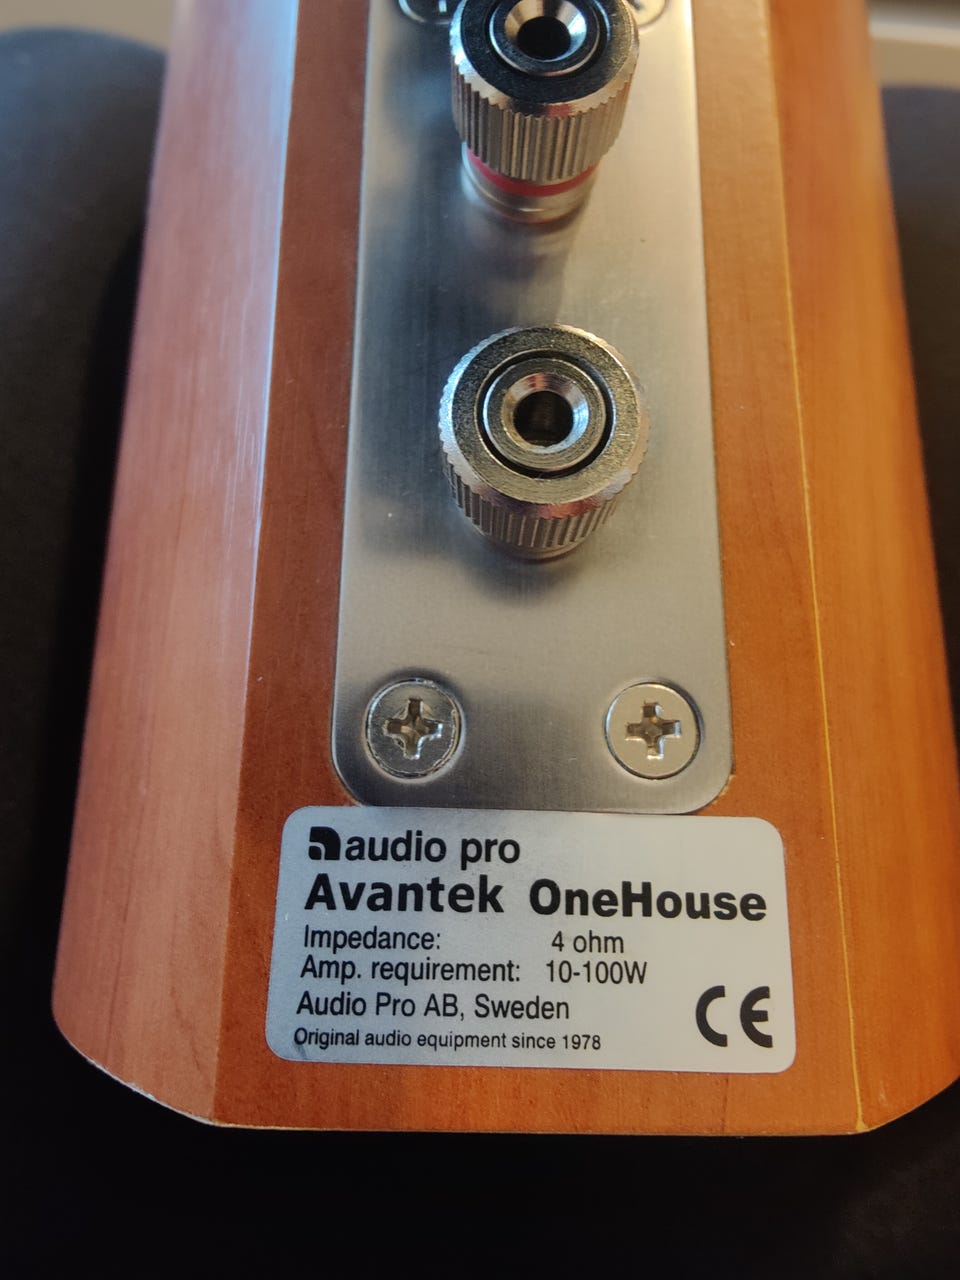 audio pro
Avantek OneHouse
Impedance: 4 ohm
Amp. requirement: 10-100W
Audio Pro AB, Sweden
CE
Original audio equipment since 1978